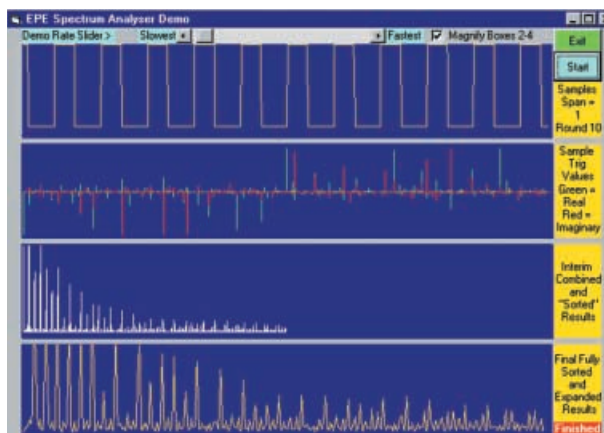 EPE Spectrum Analyser Demo
Demo Rate Slider > Slowest Fastest Magnify Boxes 2-4
Exit
Start
Samples
Span =
1
Round 10
Sample
Trig
Values
Green =
Real
Red =
Imaginary
Interim
Combined
and
"Sorted"
Results
Final Fully
Sorted
and
Expanded
Results
Finished